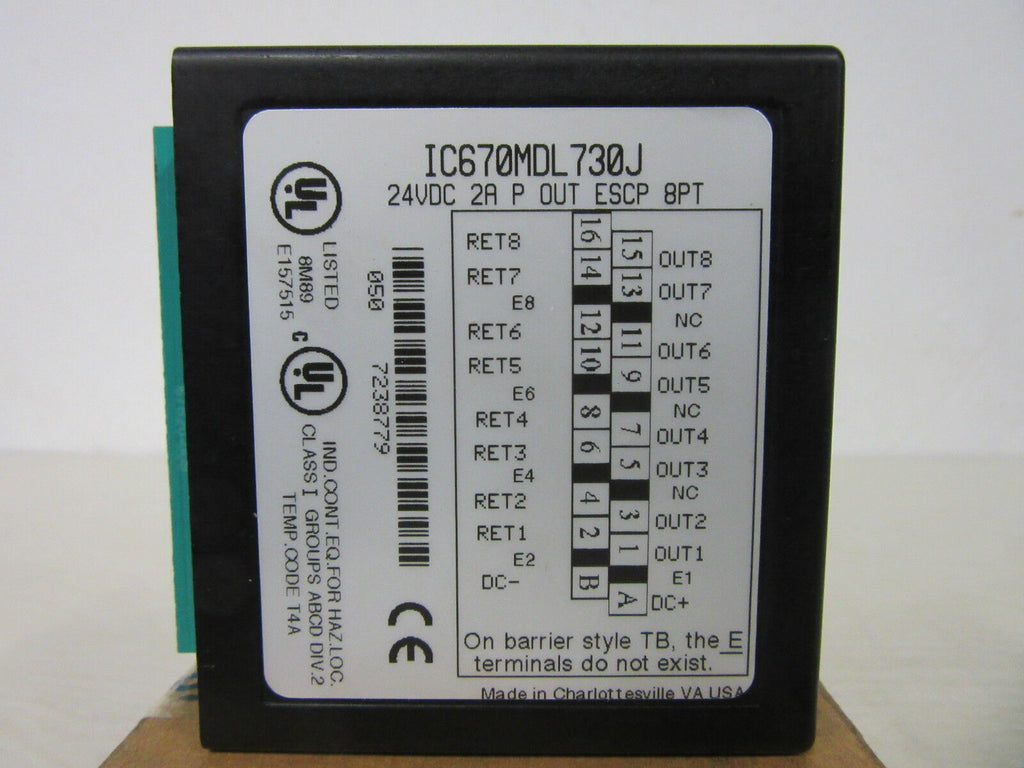 IC670MDL730J
24VDC 2A P OUT ESCP 8PT
UL
LISTED
8M89
E157515
C UL
IND.CONT.EQ.FOR HAZ.LOC.
CLASS I GROUPS ABCD DIV.2
TEMP.CODE T4A
050
7238779
CE
RET8 16 15 OUT8
RET7 14 13 OUT7
E8 NC
RET6 12 11 OUT6
RET5 10 9 OUT5
E6 NC
RET4 8 7 OUT4
RET3 6 5 OUT3
E4 NC
RET2 4 3 OUT2
RET1 2 1 OUT1
E2 E1
DC- B A DC+
On barrier style TB, the E
terminals do not exist.
Made in Charlottesville VA USA